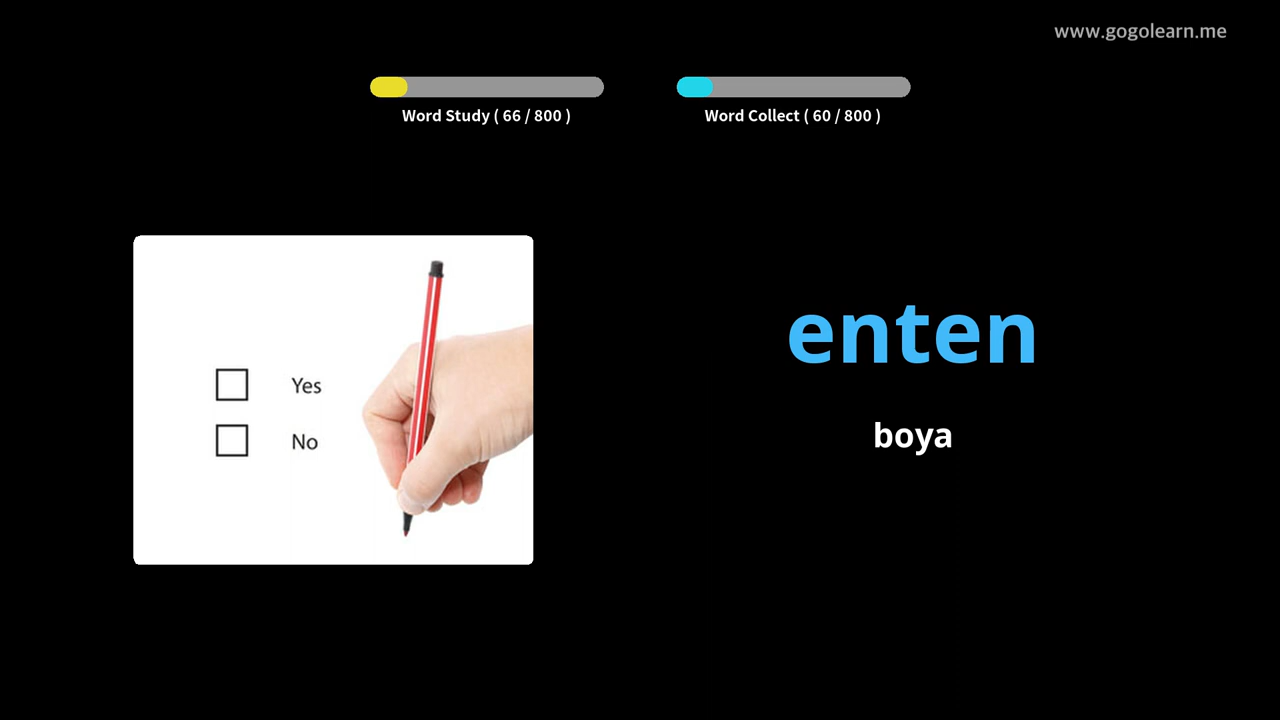 www.gogolearn.me
Word Study ( 66 / 800 )
Word Collect ( 60 / 800 )
Yes
No
enten
boya